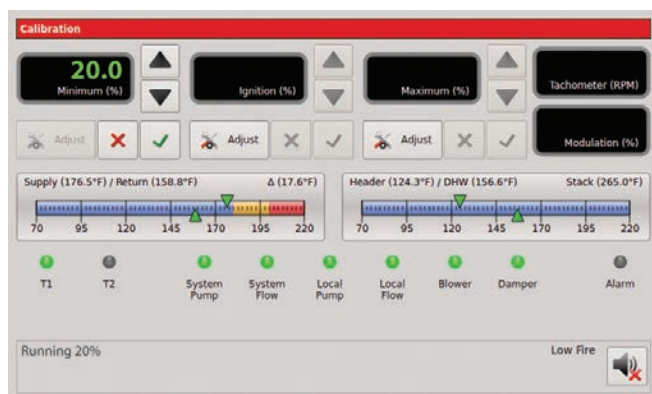 Calibration
20.0
Minimum (%)
Ignition (%)
Maximum (%)
Tachometer (RPM)
Adjust
Adjust
Adjust
Modulation (%)
Supply (176.5°F) / Return (158.8°F) Δ (17.6°F)
70 95 120 145 170 195 220
Header (124.3°F) / DHW (156.6°F) Stack (265.0°F)
70 95 120 145 170 195 220
T1
T2
System Pump
System Flow
Local Pump
Local Flow
Blower
Damper
Alarm
Running 20%
Low Fire